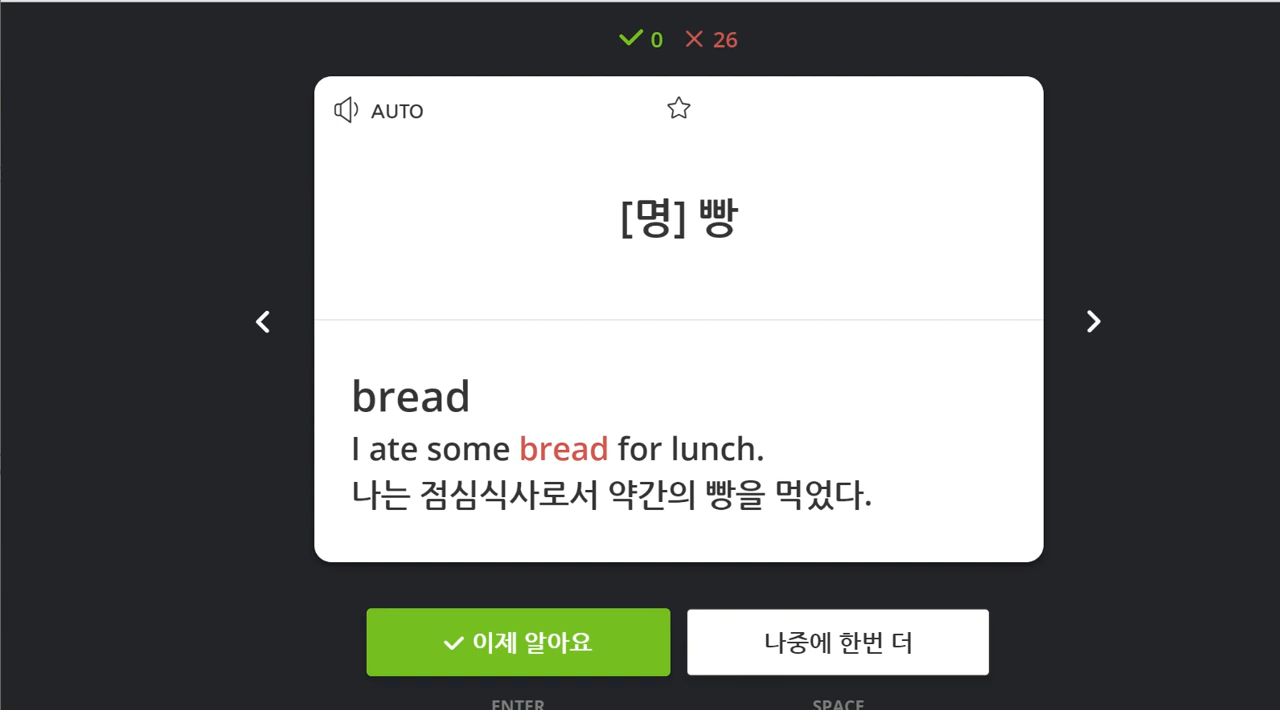 0 26
AUTO
[명] 빵
bread
I ate some bread for lunch.
나는 점심식사로서 약간의 빵을 먹었다.
이제 알아요
나중에 한번 더
ENTER
SPACE